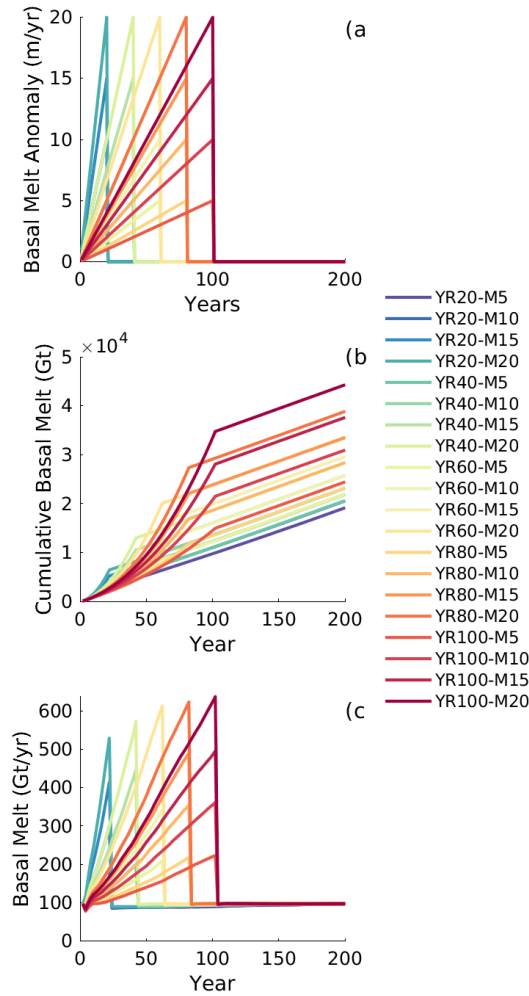 (a
20
15
10
5
0
Basal Melt Anomaly (m/yr)
0
100
200
Years
×10⁴
(b
5
4
3
2
1
0
Cumulative Basal Melt (Gt)
0
50
100
150
200
Year
(c
600
500
400
300
200
100
0
Basal Melt (Gt/yr)
0
50
100
150
200
Year
YR20-M5
YR20-M10
YR20-M15
YR20-M20
YR40-M5
YR40-M10
YR40-M15
YR40-M20
YR60-M5
YR60-M10
YR60-M15
YR60-M20
YR80-M5
YR80-M10
YR80-M15
YR80-M20
YR100-M5
YR100-M10
YR100-M15
YR100-M20